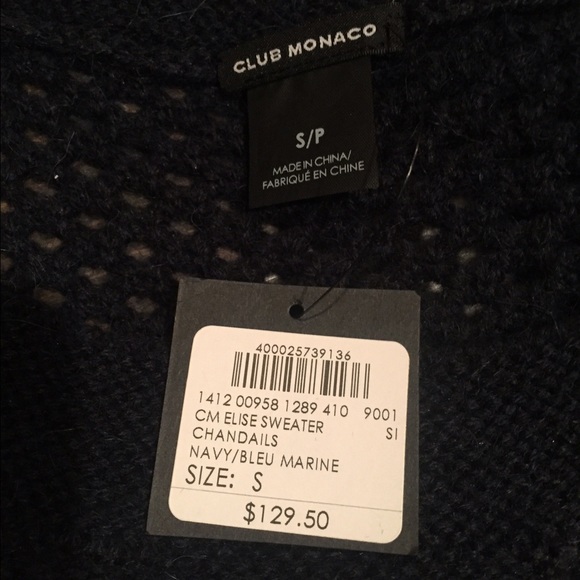 CLUB MONACO
S/P
MADE IN CHINA/
FABRIQUÉ EN CHINE
400025739136
1412 00958 1289 410 9001
CM ELISE SWEATER SI
CHANDAILS
NAVY/BLEU MARINE
SIZE: S
$129.50